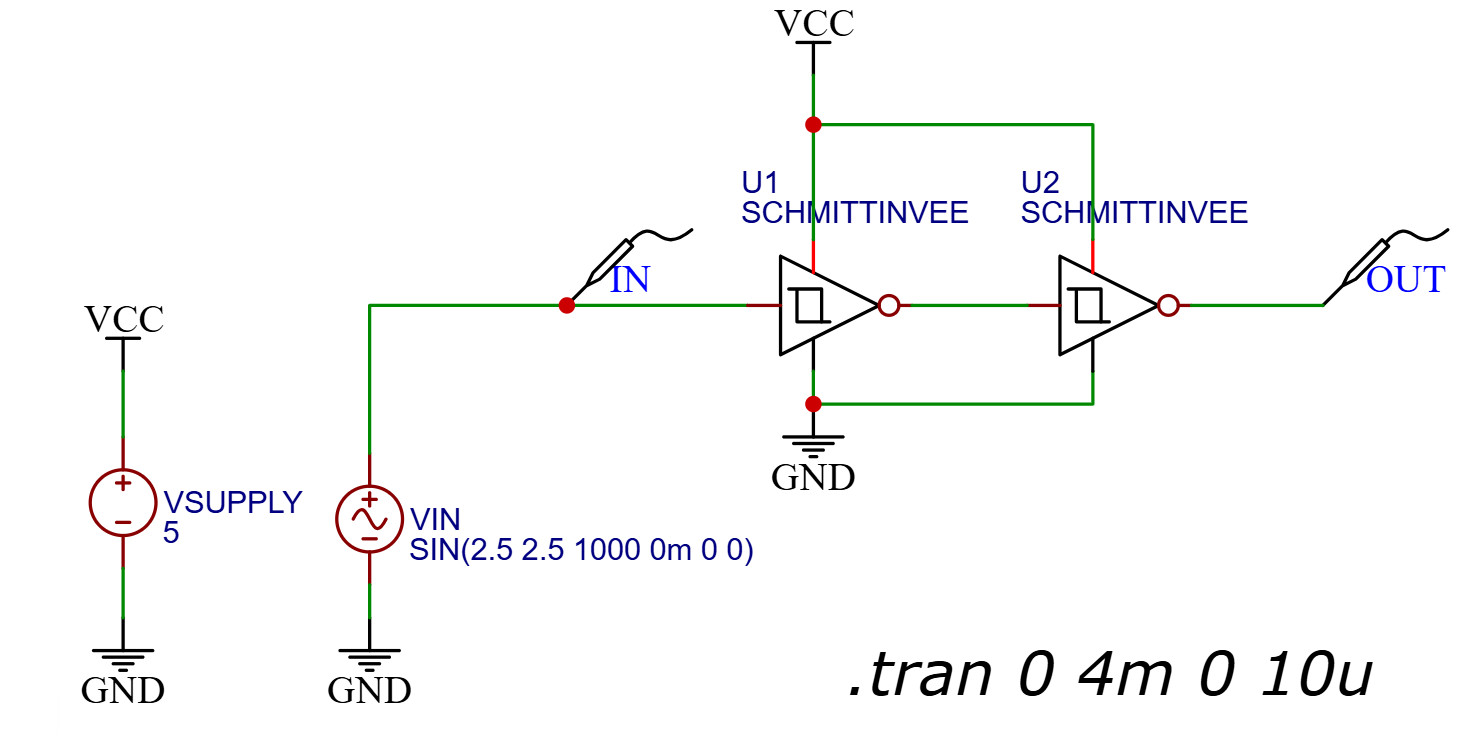 VCC
U1
SCHMITTINVEE
U2
SCHMITTINVEE
IN
OUT
VCC
GND
VSUPPLY
5
VIN
SIN(2.5 2.5 1000 0m 0 0)
GND
GND
.tran 0 4m 0 10u